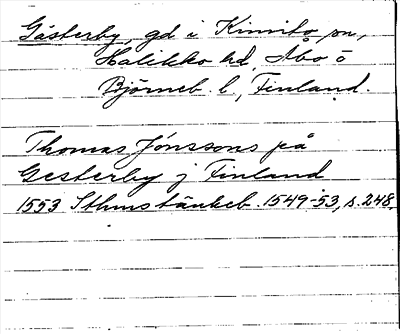 Gästerby, gd i Kimito sn,
Halikko hd, Åbo o
Björneb. l., Finland.
Thomas Jönssons på
Gesterby j Finland
1553 Sthms tänkeb. 1549-53, s. 248.